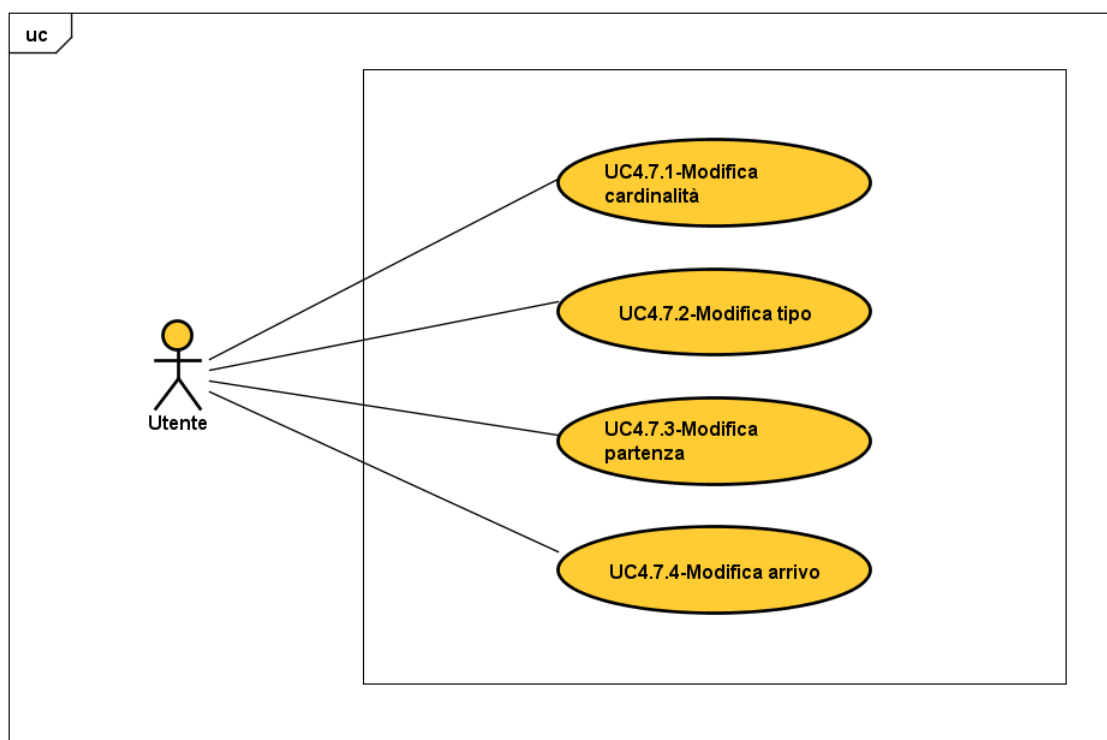 uc
UC4.7.1-Modifica
cardinalità
UC4.7.2-Modifica tipo
Utente
UC4.7.3-Modifica
partenza
UC4.7.4-Modifica arrivo